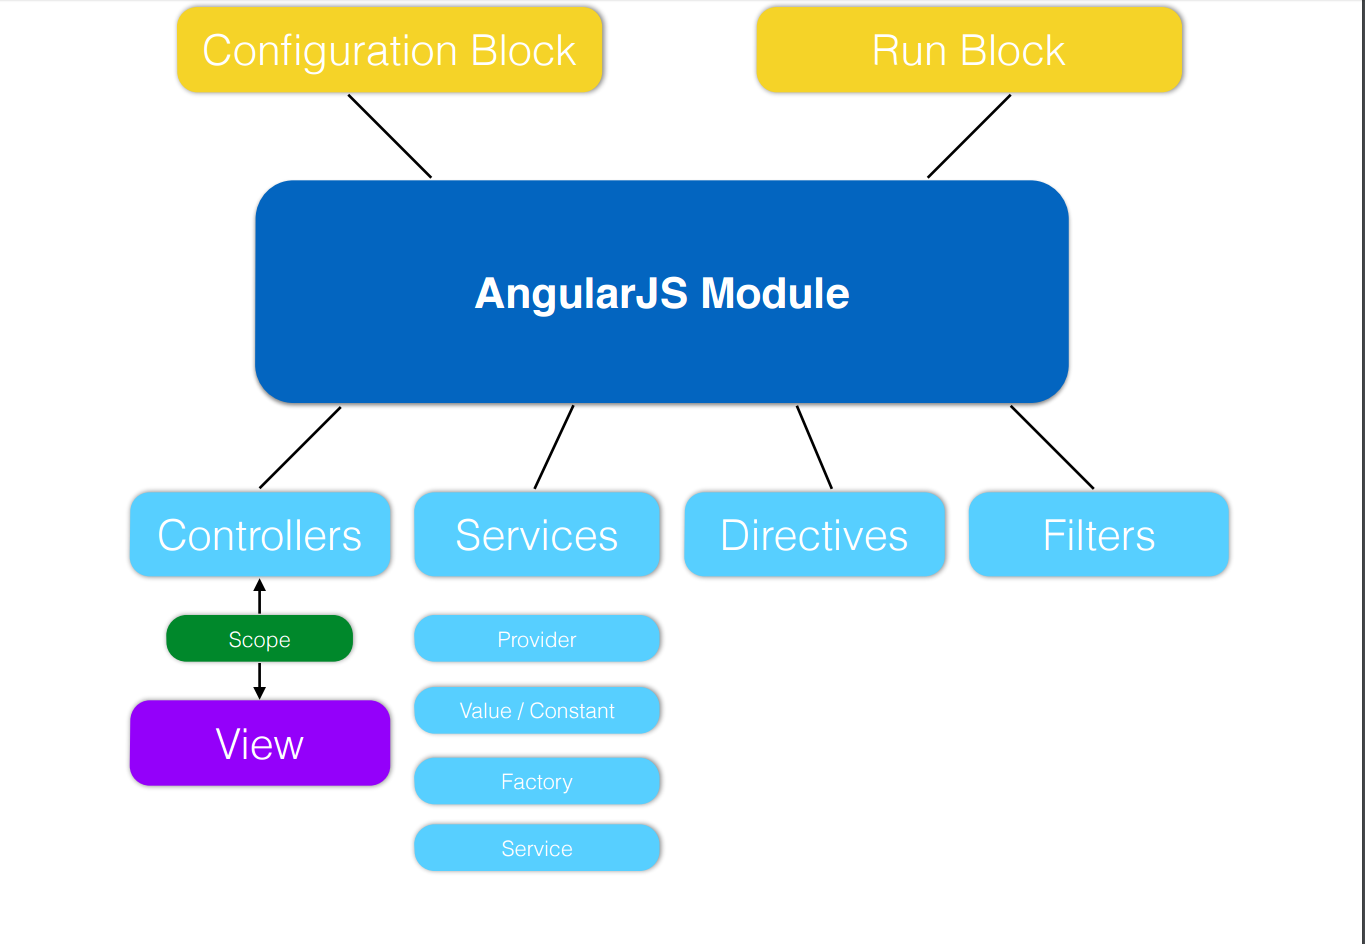 Configuration Block
Run Block
AngularJS Module
Controllers
Services
Directives
Filters
Scope
View
Provider
Value / Constant
Factory
Service